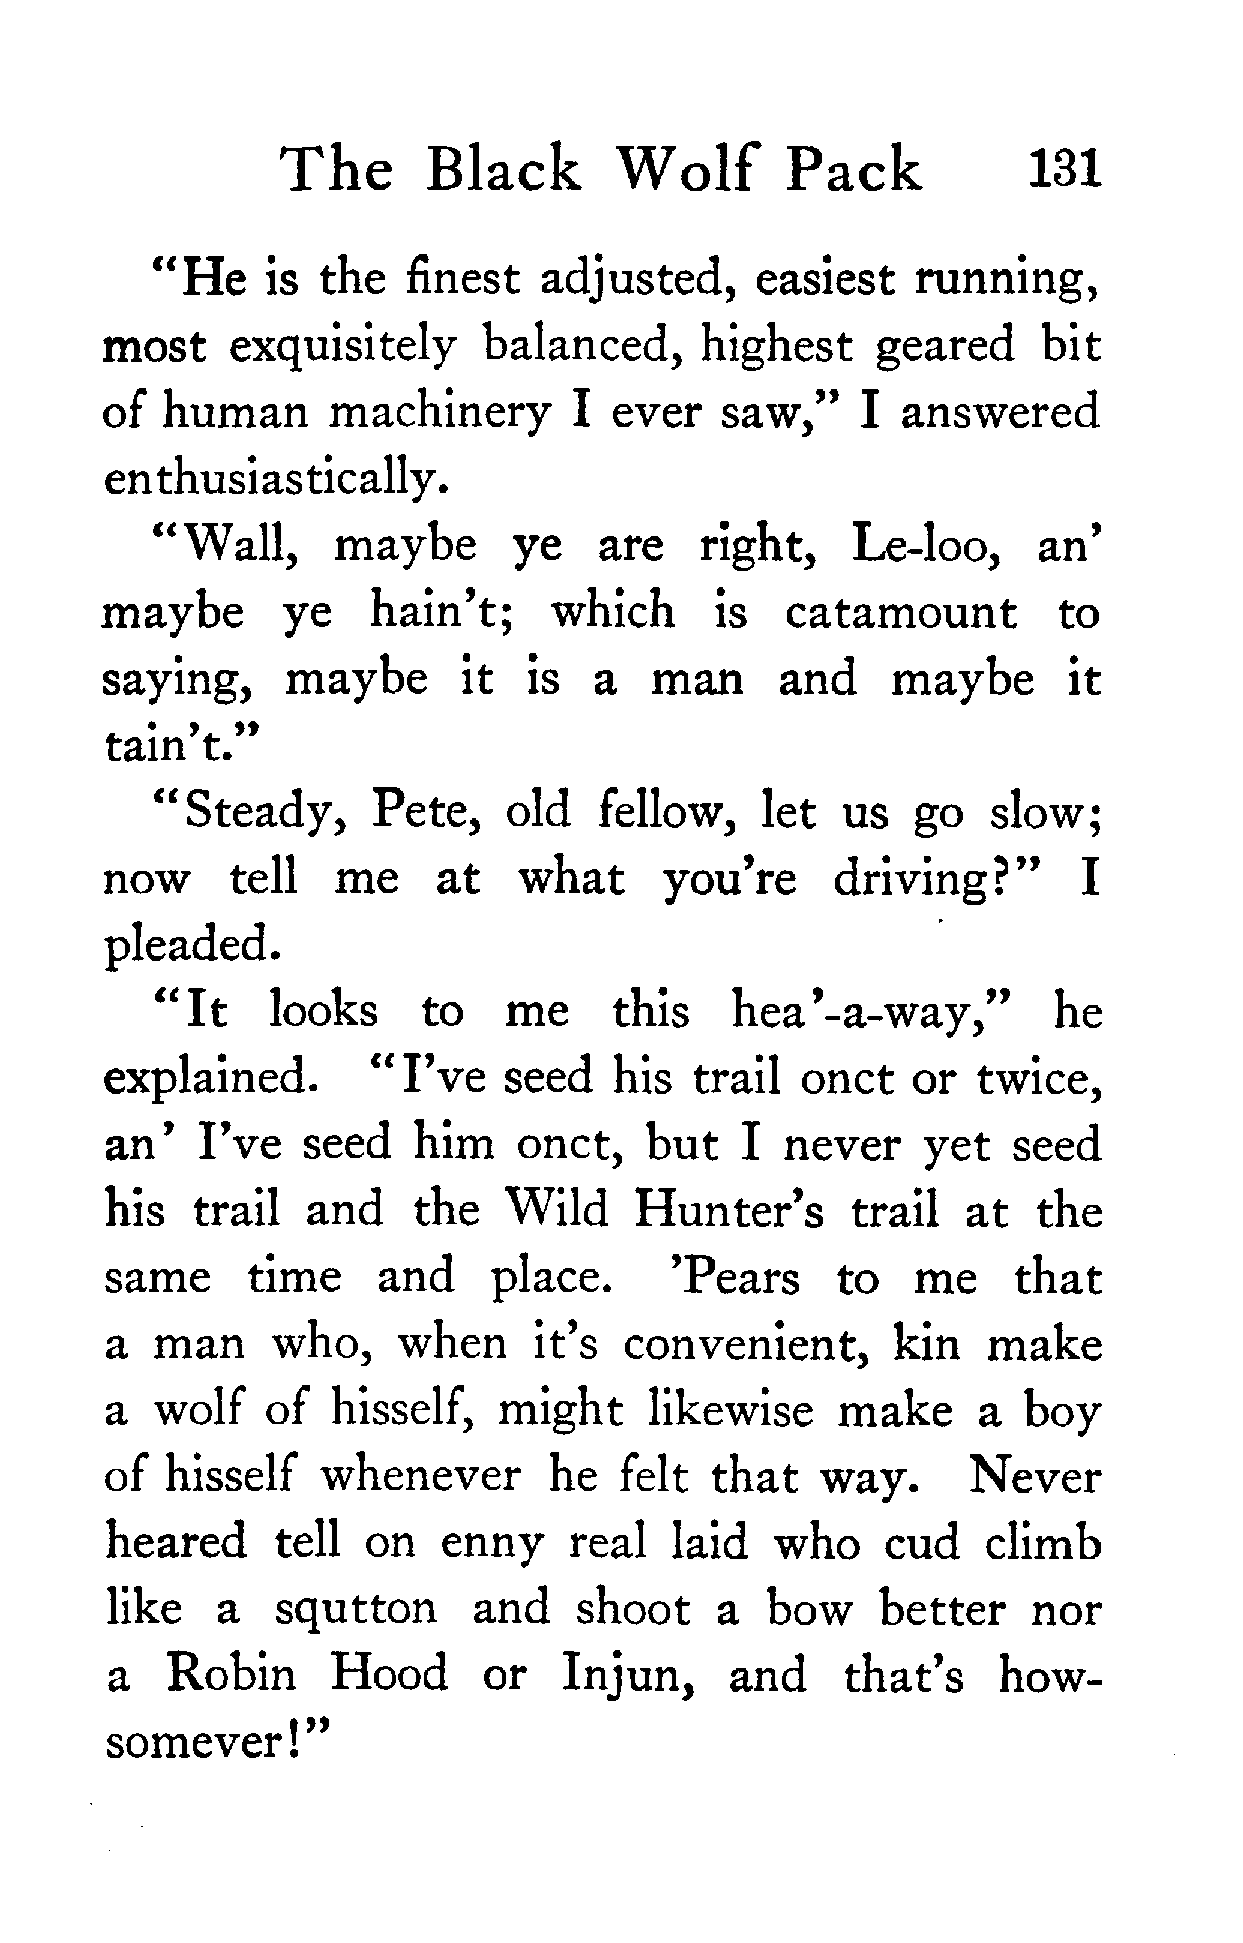 The Black Wolf Pack 131
“He is the finest adjusted, easiest running,
most exquisitely balanced, highest geared bit
of human machinery I ever saw,” I answered
enthusiastically.
“Wall, maybe ye are right, Le-loo, an’
maybe ye hain’t; which is catamount to
saying, maybe it is a man and maybe it
tain’t.”
“Steady, Pete, old fellow, let us go slow;
now tell me at what you’re driving?” I
pleaded.
“It looks to me this hea’-a-way,” he
explained. “I’ve seed his trail onct or twice,
an’ I’ve seed him onct, but I never yet seed
his trail and the Wild Hunter’s trail at the
same time and place. ’Pears to me that
a man who, when it’s convenient, kin make
a wolf of hisself, might likewise make a boy
of hisself whenever he felt that way. Never
heared tell on enny real laid who cud climb
like a squtton and shoot a bow better nor
a Robin Hood or Injun, and that’s how-
somever!”